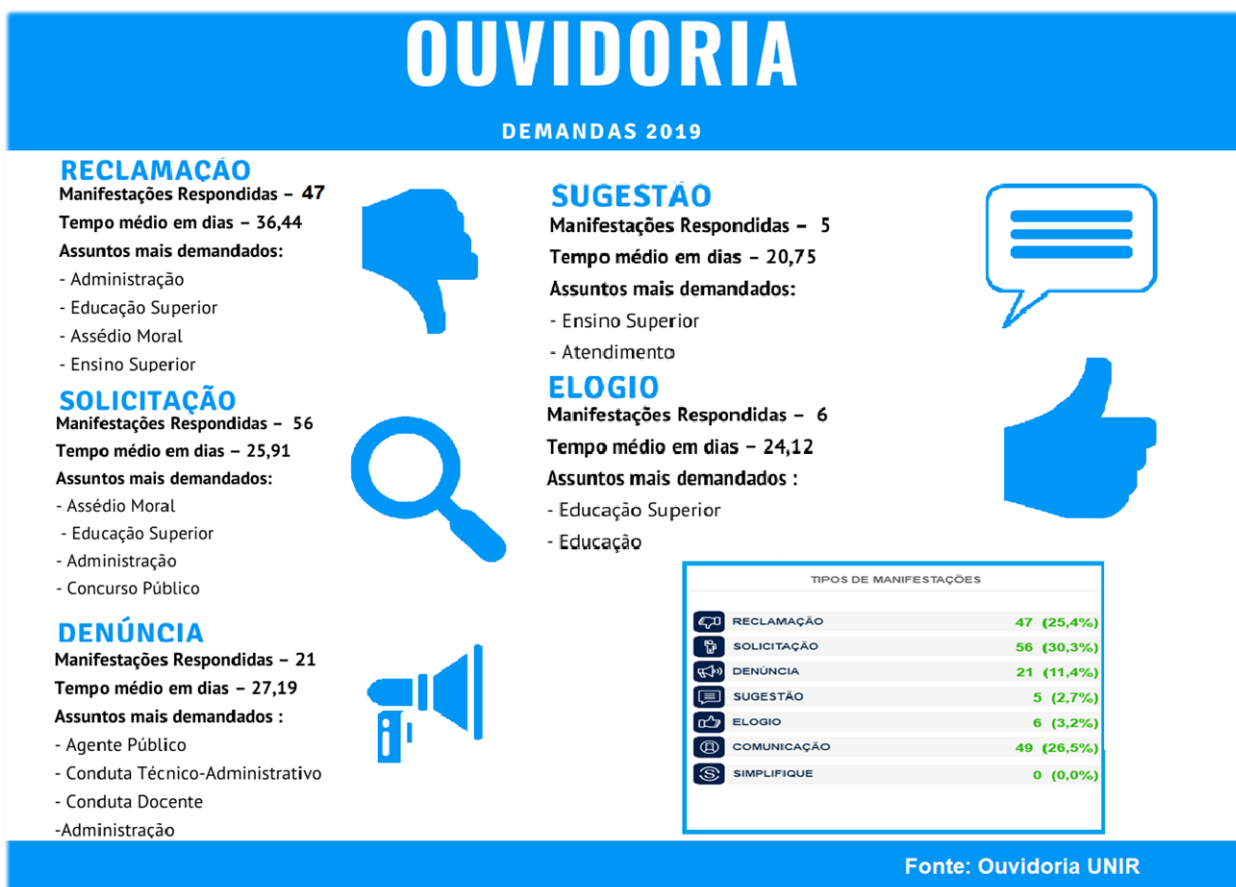 OUVIDORIA
DEMANDAS 2019
RECLAMAÇÃO
Manifestações Respondidas – 47
Tempo médio em dias – 36,44
Assuntos mais demandados:
- Administração
- Educação Superior
- Assédio Moral
- Ensino Superior
SOLICITAÇÃO
Manifestações Respondidas – 56
Tempo médio em dias – 25,91
Assuntos mais demandados:
- Assédio Moral
- Educação Superior
- Administração
- Concurso Público
DENÚNCIA
Manifestações Respondidas – 21
Tempo médio em dias – 27,19
Assuntos mais demandados :
- Agente Público
- Conduta Técnico-Administrativo
- Conduta Docente
-Administração
SUGESTÃO
Manifestações Respondidas – 5
Tempo médio em dias – 20,75
Assuntos mais demandados:
- Ensino Superior
- Atendimento
ELOGIO
Manifestações Respondidas – 6
Tempo médio em dias – 24,12
Assuntos mais demandados :
- Educação Superior
- Educação
TIPOS DE MANIFESTAÇÕES
RECLAMAÇÃO 47 (25,4%)
SOLICITAÇÃO 56 (30,3%)
DENÚNCIA 21 (11,4%)
SUGESTÃO 5 (2,7%)
ELOGIO 6 (3,2%)
COMUNICAÇÃO 49 (26,5%)
SIMPLIFIQUE 0 (0,0%)
Fonte: Ouvidoria UNIR